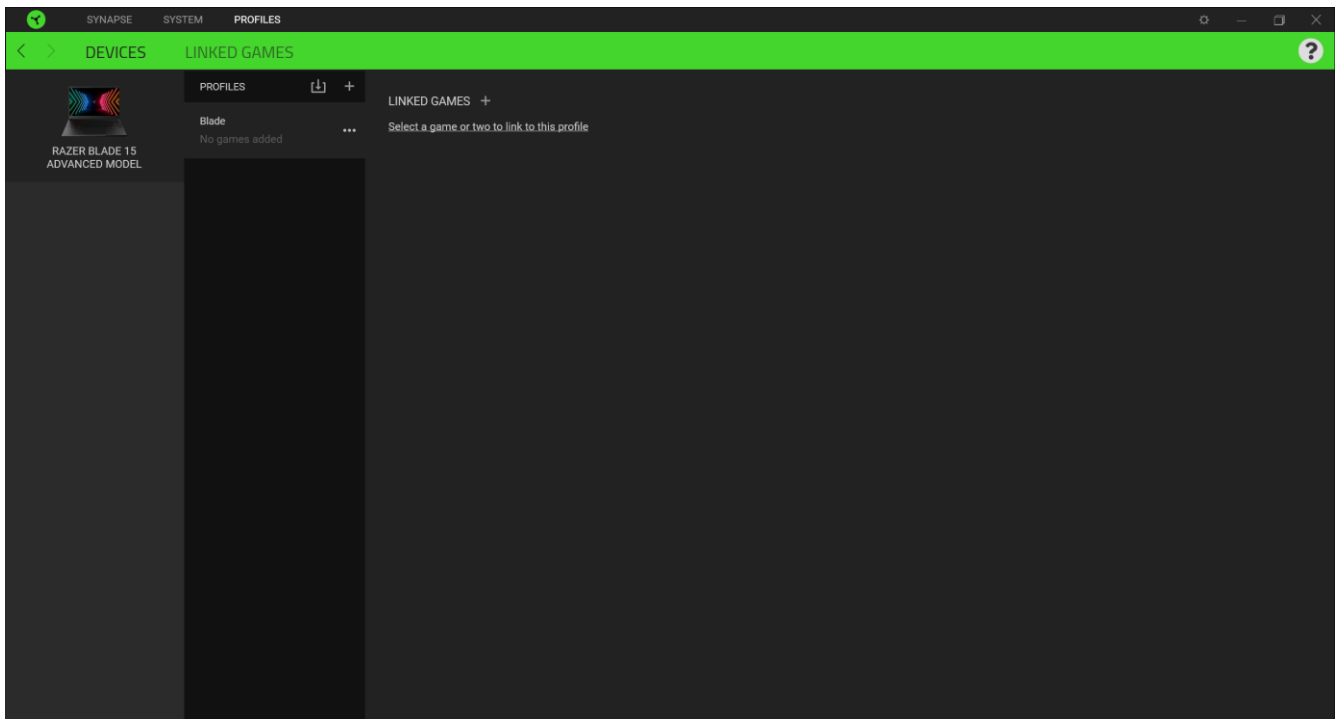 SYNAPSE SYSTEM PROFILES
DEVICES LINKED GAMES
?
RAZER BLADE 15
ADVANCED MODEL
PROFILES
Blade
No games added
LINKED GAMES +
Select a game or two to link to this profile